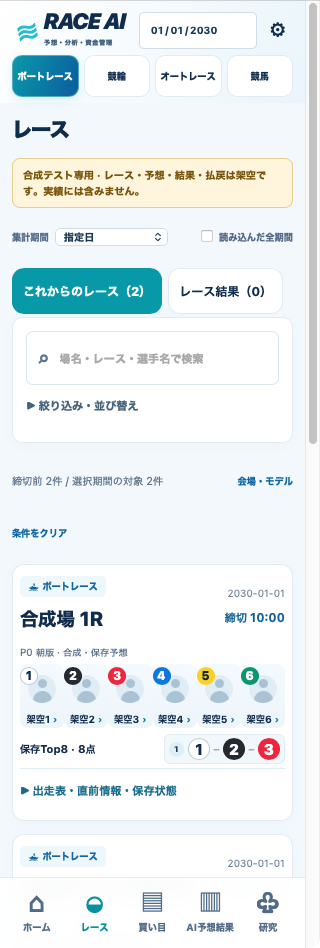 RACE AI
予想・分析・資金管理
01/01/2030
ボートレース
競輪
オートレース
競馬
レース
合成テスト専用・レース・予想・結果・払戻は架空で
す。実績には含みません。
集計期間
指定日
読み込んだ全期間
これからのレース（2）
レース結果（0）
場名・レース・選手名で検索
▶ 絞り込み・並び替え
締切前 2件 / 選択期間の対象 2件
会場・モデル
条件をクリア
ボートレース
2030-01-01
合成場 1R
締切 10:00
P0 朝版・合成・保存予想
1 2 3 4 5 6
架空1 › 架空2 › 架空3 › 架空4 › 架空5 › 架空6 ›
保存Top8・8点
1 1 – 2 – 3
▶ 出走表・直前情報・保存状態
ボートレース
2030-01-01
ホーム
レース
買い目
AI予想結果
研究